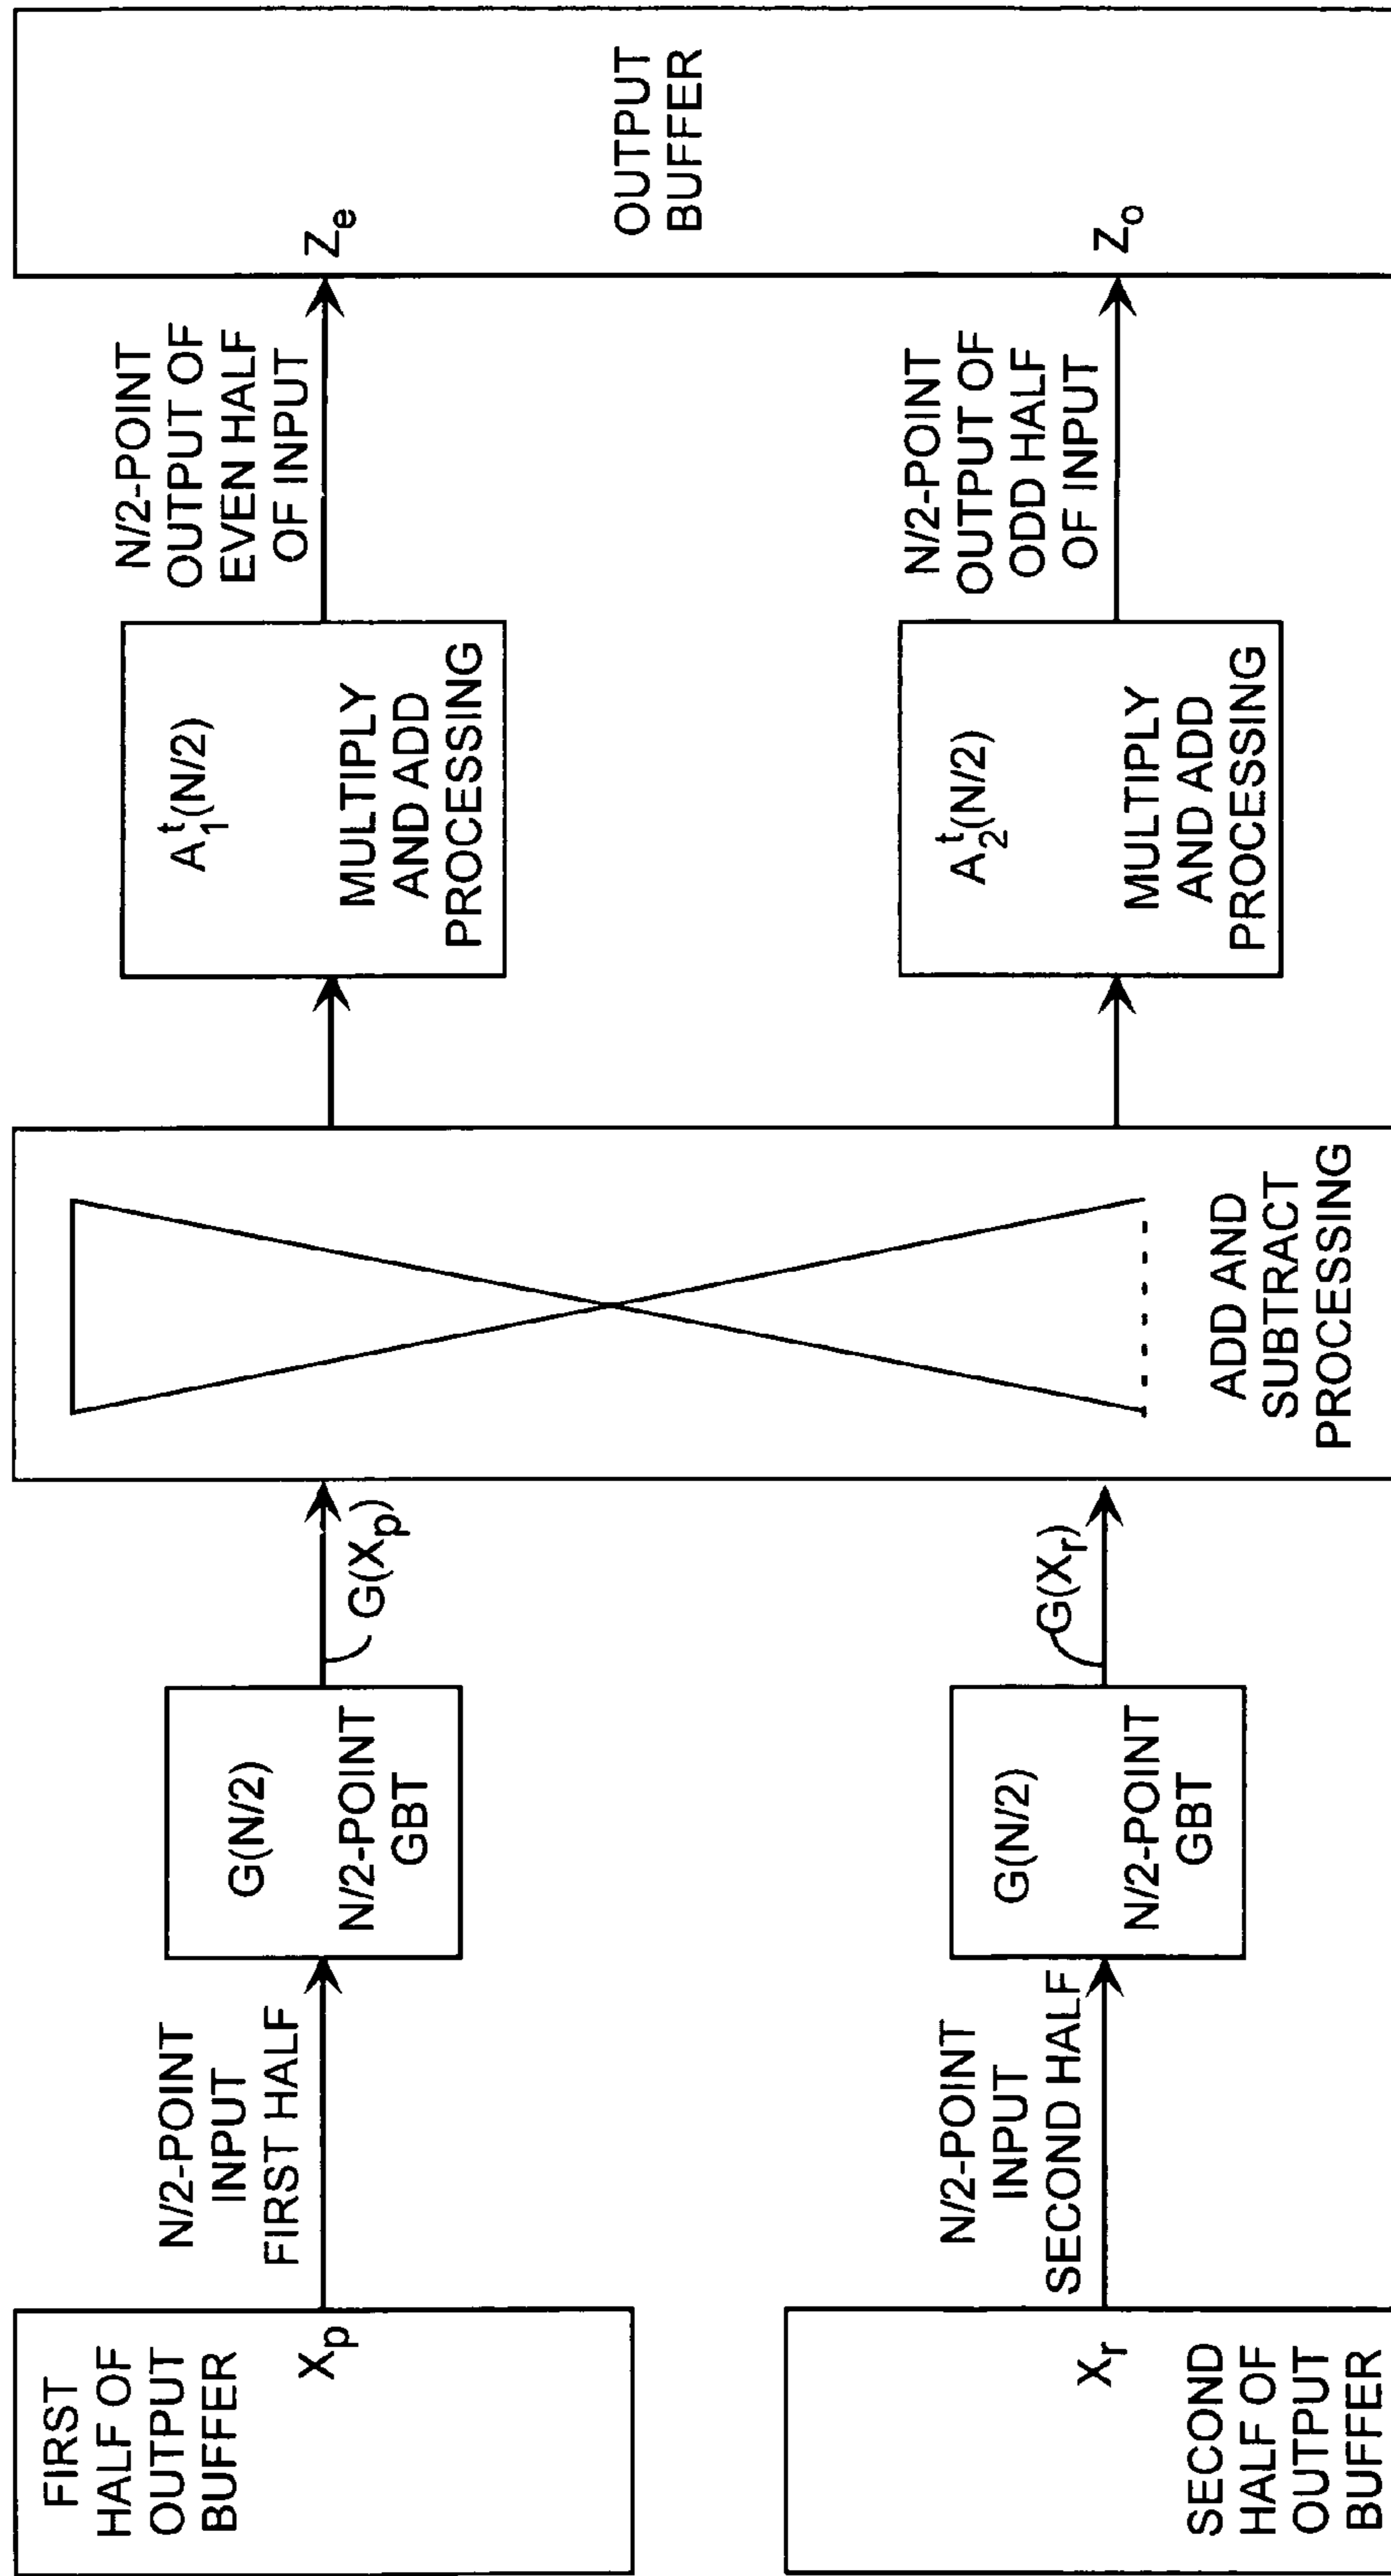 FIRST
HALF OF
OUTPUT
BUFFER
X_p
N/2-POINT
INPUT
FIRST HALF
G(N/2)
N/2-POINT
GBT
G(X_p)
SECOND
HALF OF
OUTPUT
BUFFER
X_r
N/2-POINT
INPUT
SECOND HALF
G(N/2)
N/2-POINT
GBT
G(X_r)
ADD AND
SUBTRACT
PROCESSING
A_1^t(N/2)
MULTIPLY
AND ADD
PROCESSING
N/2-POINT
OUTPUT OF
EVEN HALF
OF INPUT
Z_e
A_2^t(N/2)
MULTIPLY
AND ADD
PROCESSING
N/2-POINT
OUTPUT OF
ODD HALF
OF INPUT
Z_o
OUTPUT
BUFFER